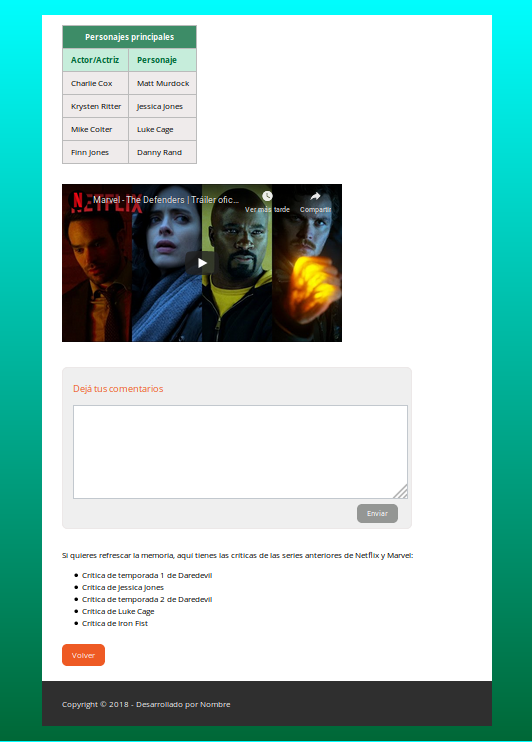 Personajes principales
Actor/Actriz Personaje
Charlie Cox Matt Murdock
Krysten Ritter Jessica Jones
Mike Colter Luke Cage
Finn Jones Danny Rand
NETFLIX
Marvel - The Defenders | Tráiler ofic...
Ver más tarde
Compartir
Dejá tus comentarios
Enviar
Si quieres refrescar la memoria, aquí tienes las críticas de las series anteriores de Netflix y Marvel:
Crítica de temporada 1 de Daredevil
Crítica de Jessica Jones
Crítica de temporada 2 de Daredevil
Crítica de Luke Cage
Crítica de Iron Fist
Volver
Copyright © 2018 - Desarrollado por Nombre